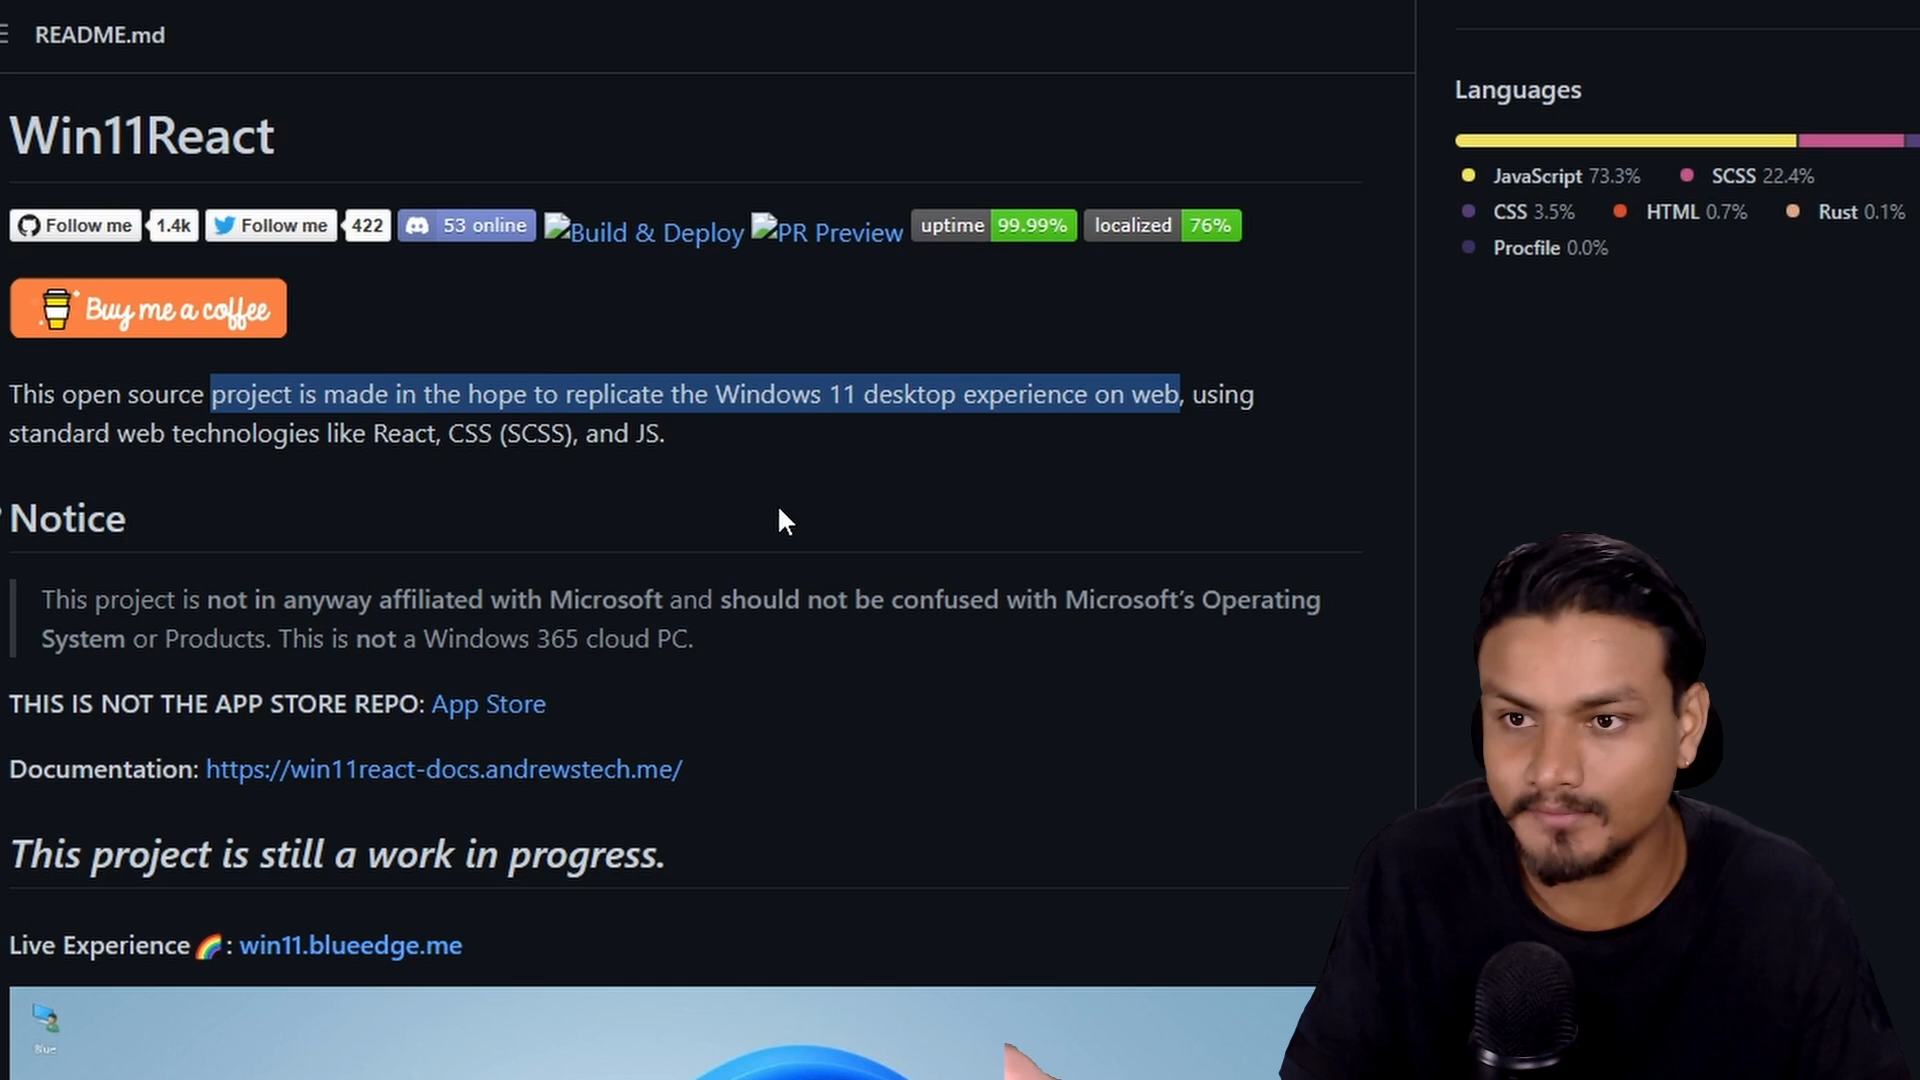 README.md
Win11React
Follow me 1.4k Follow me 422 53 online Build & Deploy PR Preview uptime 99.99% localized 76%
Buy me a coffee
This open source project is made in the hope to replicate the Windows 11 desktop experience on web, using
standard web technologies like React, CSS (SCSS), and JS.
Notice
This project is not in anyway affiliated with Microsoft and should not be confused with Microsoft’s Operating
System or Products. This is not a Windows 365 cloud PC.
THIS IS NOT THE APP STORE REPO: App Store
Documentation: https://win11react-docs.andrewstech.me/
This project is still a work in progress.
Live Experience 🌈 : win11.blueedge.me
Blue
Languages
JavaScript 73.3% SCSS 22.4%
CSS 3.5% HTML 0.7% Rust 0.1%
Procfile 0.0%